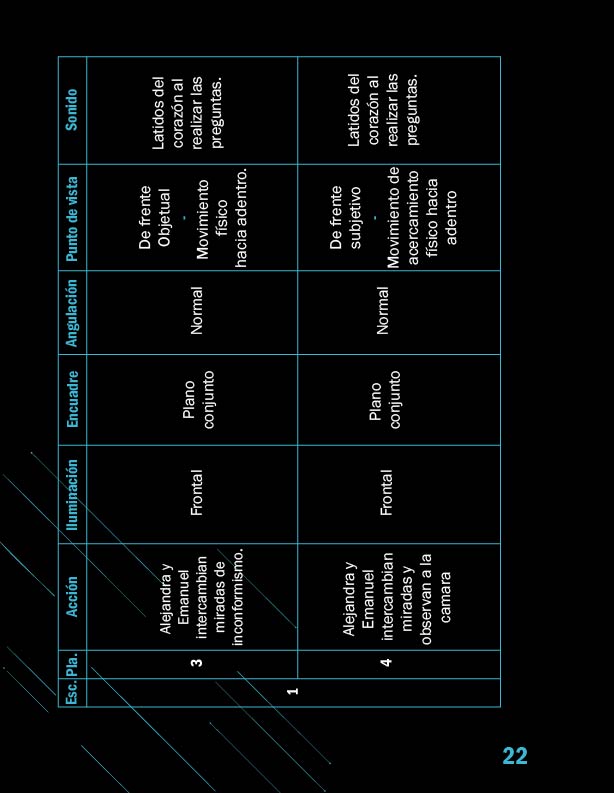 Esc.
Pla.
Acción
Iluminación
Encuadre
Angulación
Punto de vista
Sonido
1
3
Alejandra y
Emanuel
intercambian
miradas de
inconformismo.
Frontal
Plano
conjunto
Normal
De frente
Objetual
-
Movimiento
físico
hacia adentro.
Latidos del
corazón al
realizar las
preguntas.
4
Alejandra y
Emanuel
intercambian
miradas y
observan a la
camara
Frontal
Plano
conjunto
Normal
De frente
subjetivo
-
Movimiento de
acercamiento
físico hacia
adentro
Latidos del
corazón al
realizar las
preguntas.
22